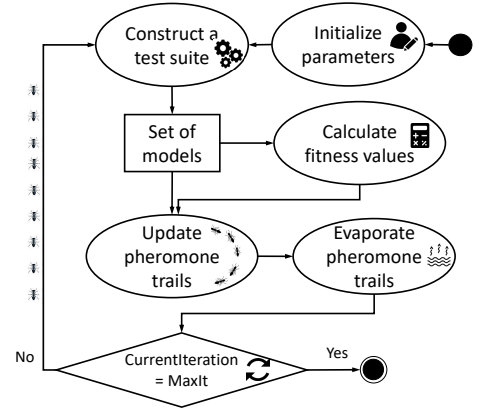 Construct a
test suite
Initialize
parameters
Set of
models
Calculate
fitness values
Update
pheromone
trails
Evaporate
pheromone
trails
No
CurrentIteration
= MaxIt
Yes